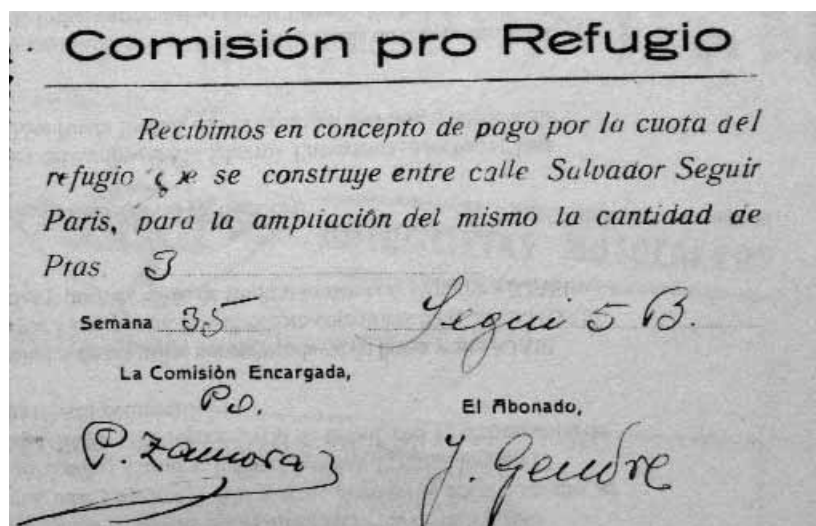 Comisión pro Refugio
Recibimos en concepto de pago por la cuota del
refugio que se construye entre calle Salvador Seguir
Paris, para la ampliación del mismo la cantidad de
Ptas. 3
Semana 35 Segui 5 B.
La Comisión Encargada,
P.O. El Abonado,
P. Zamora J. Gendre